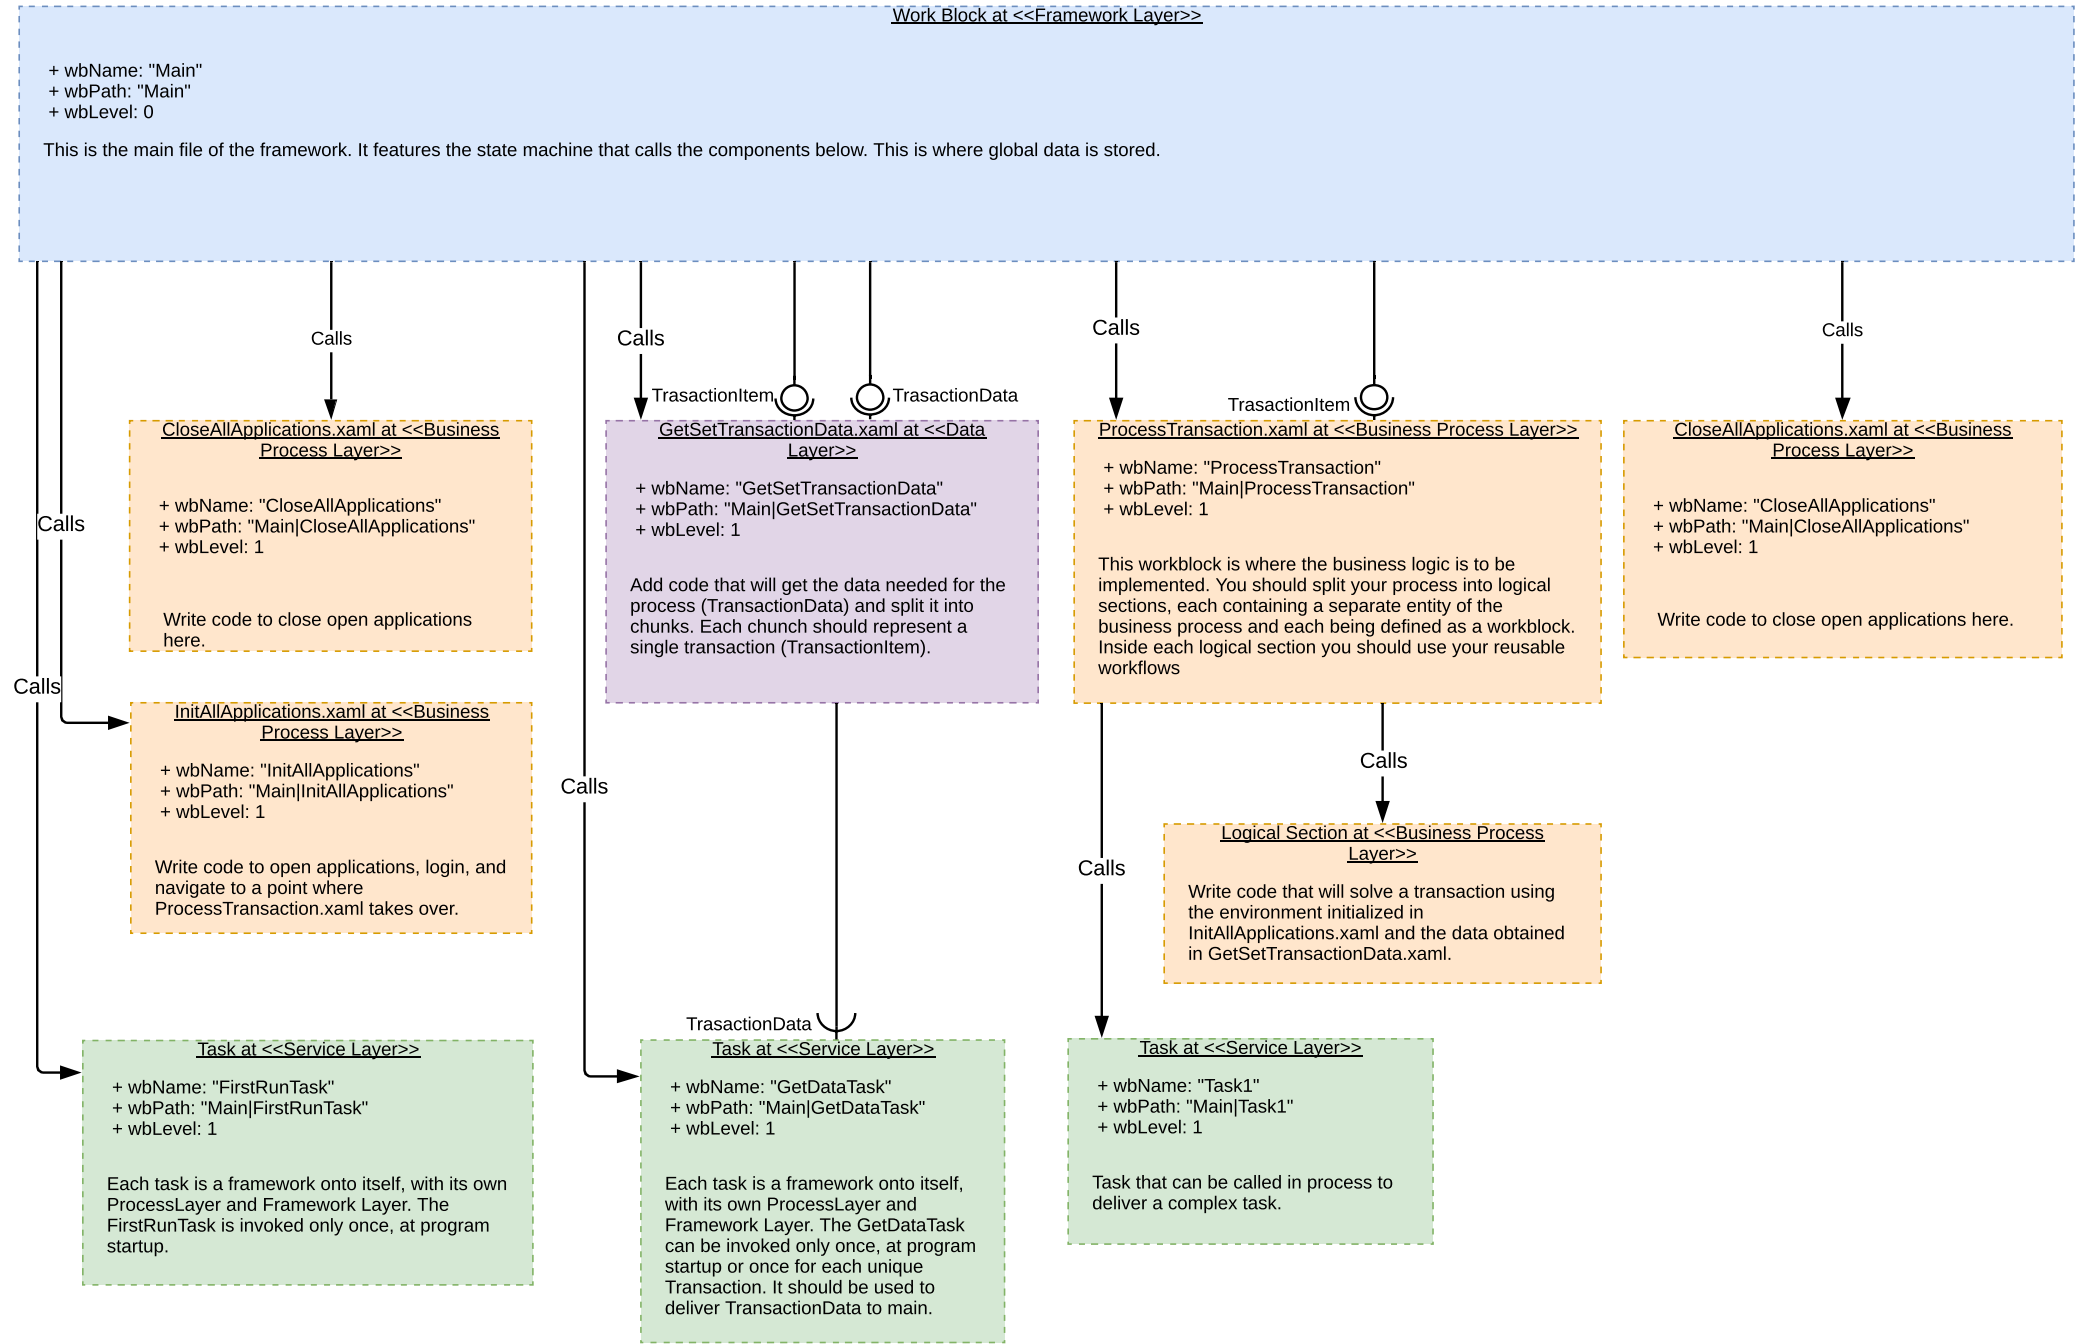 Work Block at <<Framework Layer>>
+ wbName: "Main"
+ wbPath: "Main"
+ wbLevel: 0
This is the main file of the framework. It features the state machine that calls the components below. This is where global data is stored.
Calls
Calls
Calls
Calls
TrasactionItem
TrasactionData
TrasactionItem
CloseAllApplications.xaml at <<Business
Process Layer>>
+ wbName: "CloseAllApplications"
+ wbPath: "Main|CloseAllApplications"
+ wbLevel: 1
Write code to close open applications
here.
GetSetTransactionData.xaml at <<Data
Layer>>
+ wbName: "GetSetTransactionData"
+ wbPath: "Main|GetSetTransactionData"
+ wbLevel: 1
Add code that will get the data needed for the
process (TransactionData) and split it into
chunks. Each chunch should represent a
single transaction (TransactionItem).
ProcessTransaction.xaml at <<Business Process Layer>>
+ wbName: "ProcessTransaction"
+ wbPath: "Main|ProcessTransaction"
+ wbLevel: 1
This workblock is where the business logic is to be
implemented. You should split your process into logical
sections, each containing a separate entity of the
business process and each being defined as a workblock.
Inside each logical section you should use your reusable
workflows
CloseAllApplications.xaml at <<Business
Process Layer>>
+ wbName: "CloseAllApplications"
+ wbPath: "Main|CloseAllApplications"
+ wbLevel: 1
Write code to close open applications here.
Calls
Calls
InitAllApplications.xaml at <<Business
Process Layer>>
+ wbName: "InitAllApplications"
+ wbPath: "Main|InitAllApplications"
+ wbLevel: 1
Write code to open applications, login, and
navigate to a point where
ProcessTransaction.xaml takes over.
Calls
Calls
Calls
Logical Section at <<Business Process
Layer>>
Write code that will solve a transaction using
the environment initialized in
InitAllApplications.xaml and the data obtained
in GetSetTransactionData.xaml.
TrasactionData
Task at <<Service Layer>>
+ wbName: "FirstRunTask"
+ wbPath: "Main|FirstRunTask"
+ wbLevel: 1
Each task is a framework onto itself, with its own
ProcessLayer and Framework Layer. The
FirstRunTask is invoked only once, at program
startup.
Task at <<Service Layer>>
+ wbName: "GetDataTask"
+ wbPath: "Main|GetDataTask"
+ wbLevel: 1
Each task is a framework onto itself,
with its own ProcessLayer and
Framework Layer. The GetDataTask
can be invoked only once, at program
startup or once for each unique
Transaction. It should be used to
deliver TransactionData to main.
Task at <<Service Layer>>
+ wbName: "Task1"
+ wbPath: "Main|Task1"
+ wbLevel: 1
Task that can be called in process to
deliver a complex task.